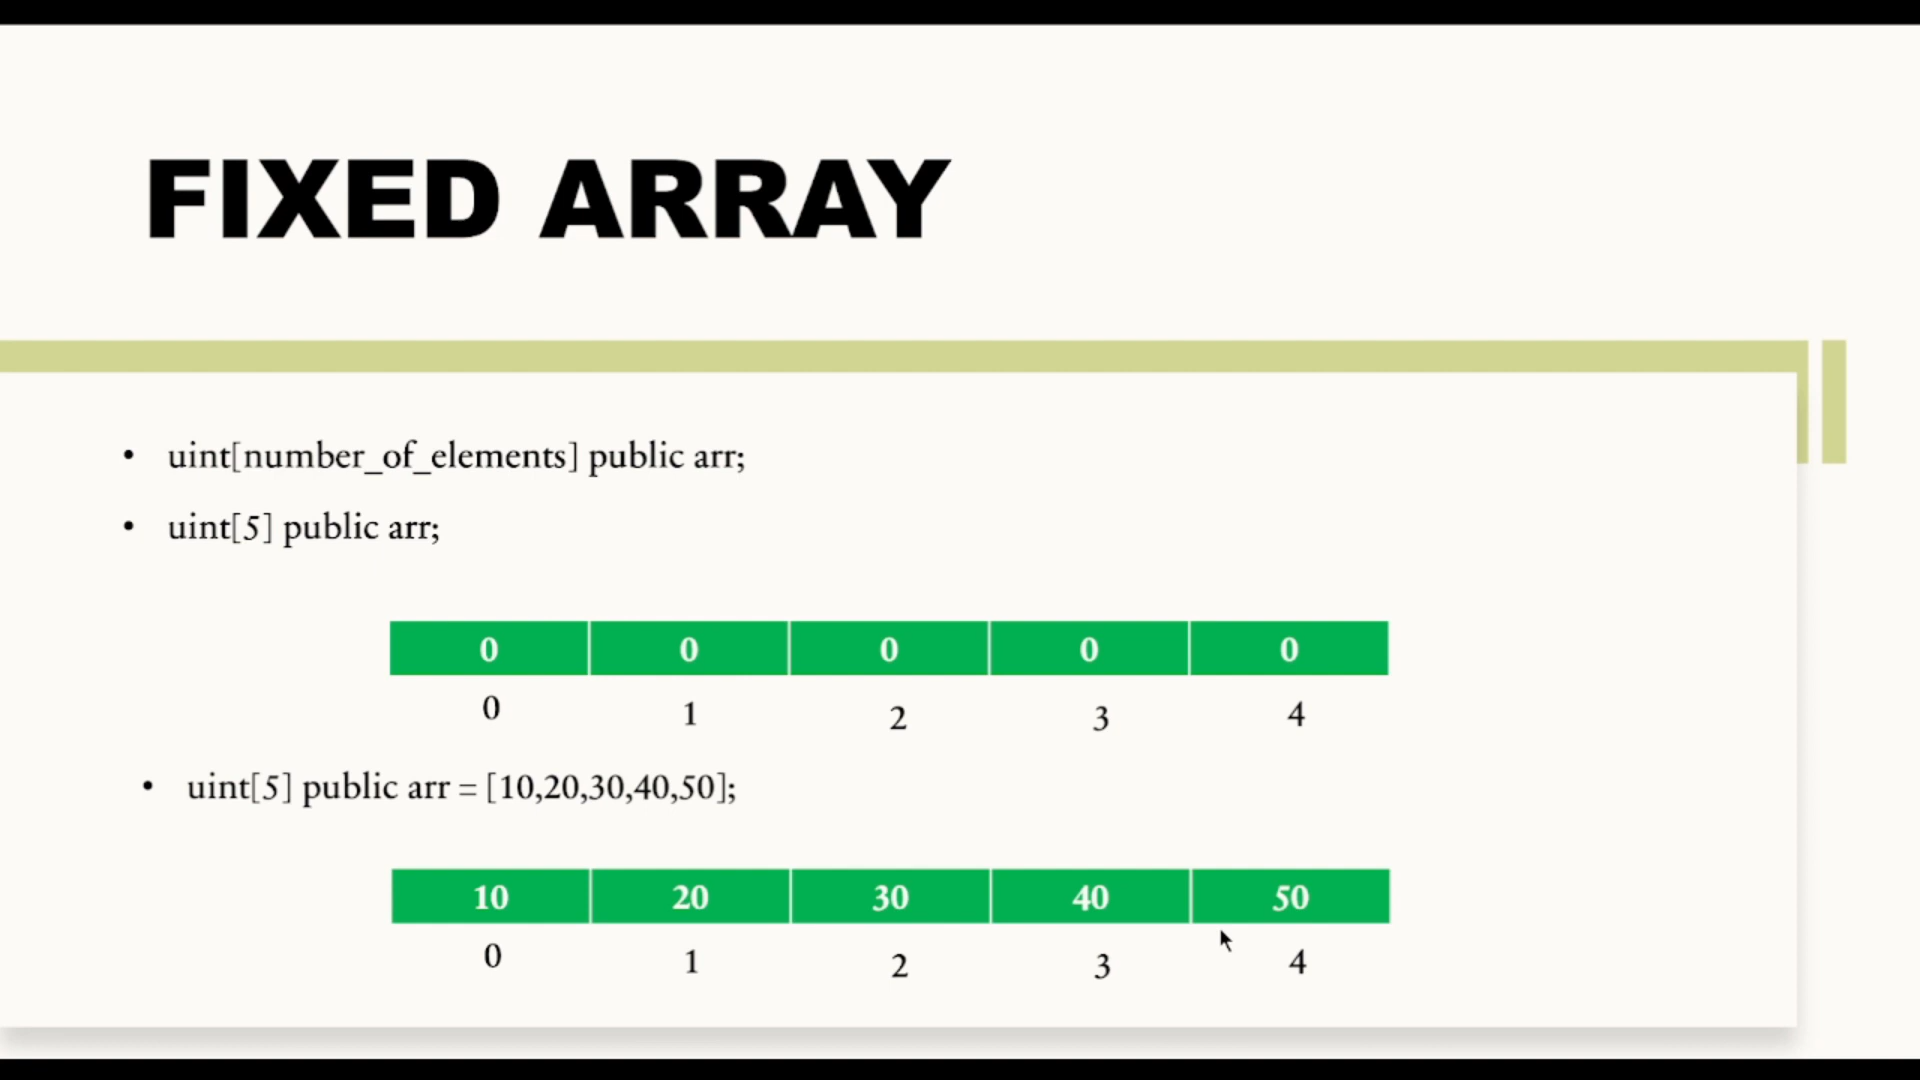 FIXED ARRAY
• uint[number_of_elements] public arr;
• uint[5] public arr;
0 0 0 0 0
0 1 2 3 4
• uint[5] public arr = [10,20,30,40,50];
10 20 30 40 50
0 1 2 3 4